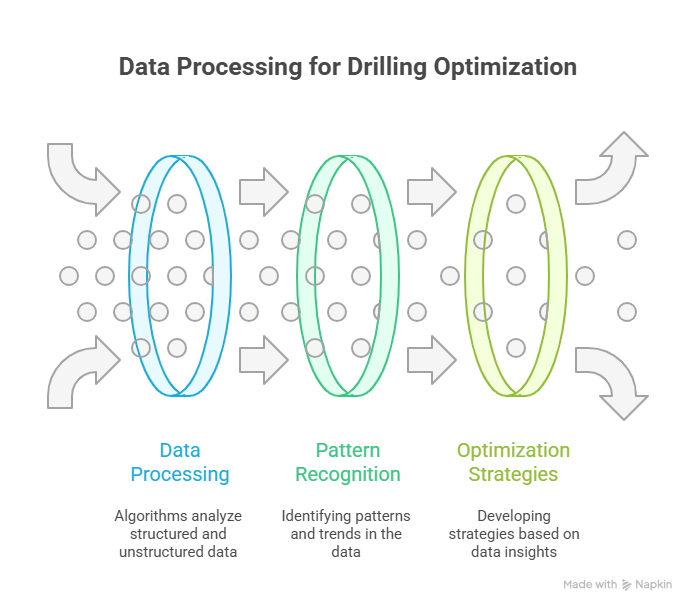 Data Processing for Drilling Optimization
Data
Processing
Algorithms analyze
structured and
unstructured data
Pattern
Recognition
Identifying patterns
and trends in the
data
Optimization
Strategies
Developing
strategies based on
data insights
Made with Napkin